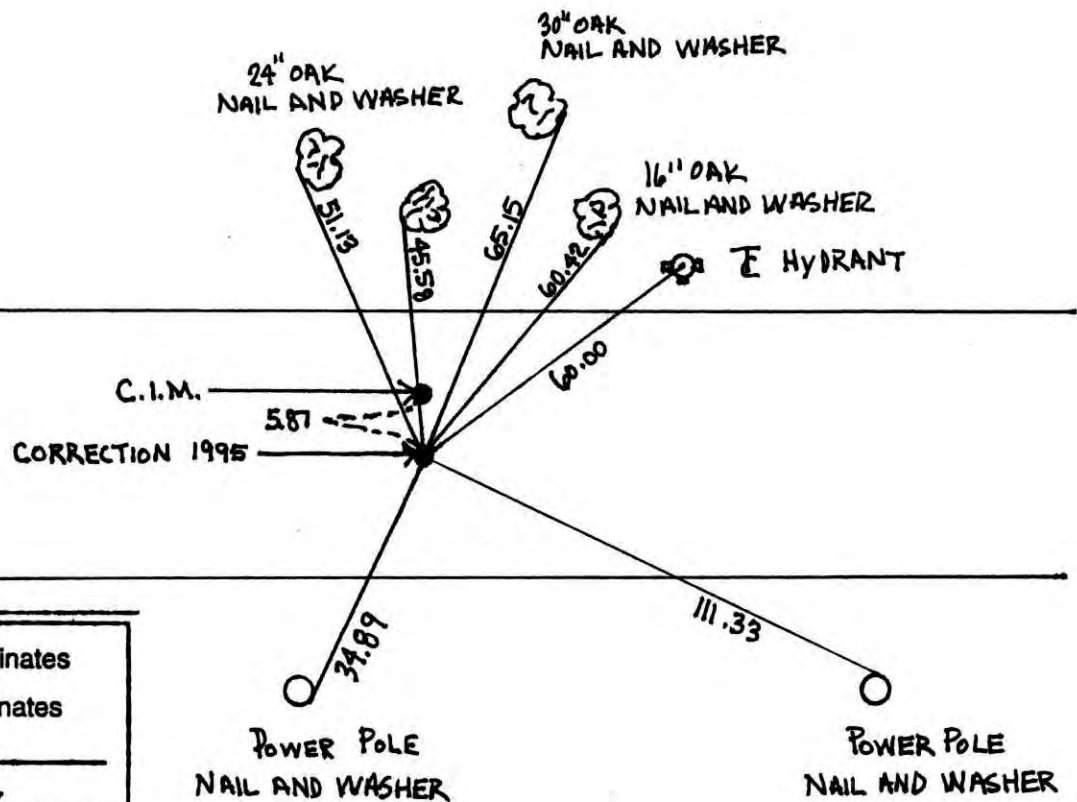 30" OAK
NAIL AND WASHER
24" OAK
NAIL AND WASHER
16" OAK
NAIL AND WASHER
51.13
45.58
65.15
60.42
HYDRANT
60.00
C.I.M.
5.87
CORRECTION 1995
34.89
111.33
inates
nates
POWER POLE
NAIL AND WASHER
POWER POLE
NAIL AND WASHER